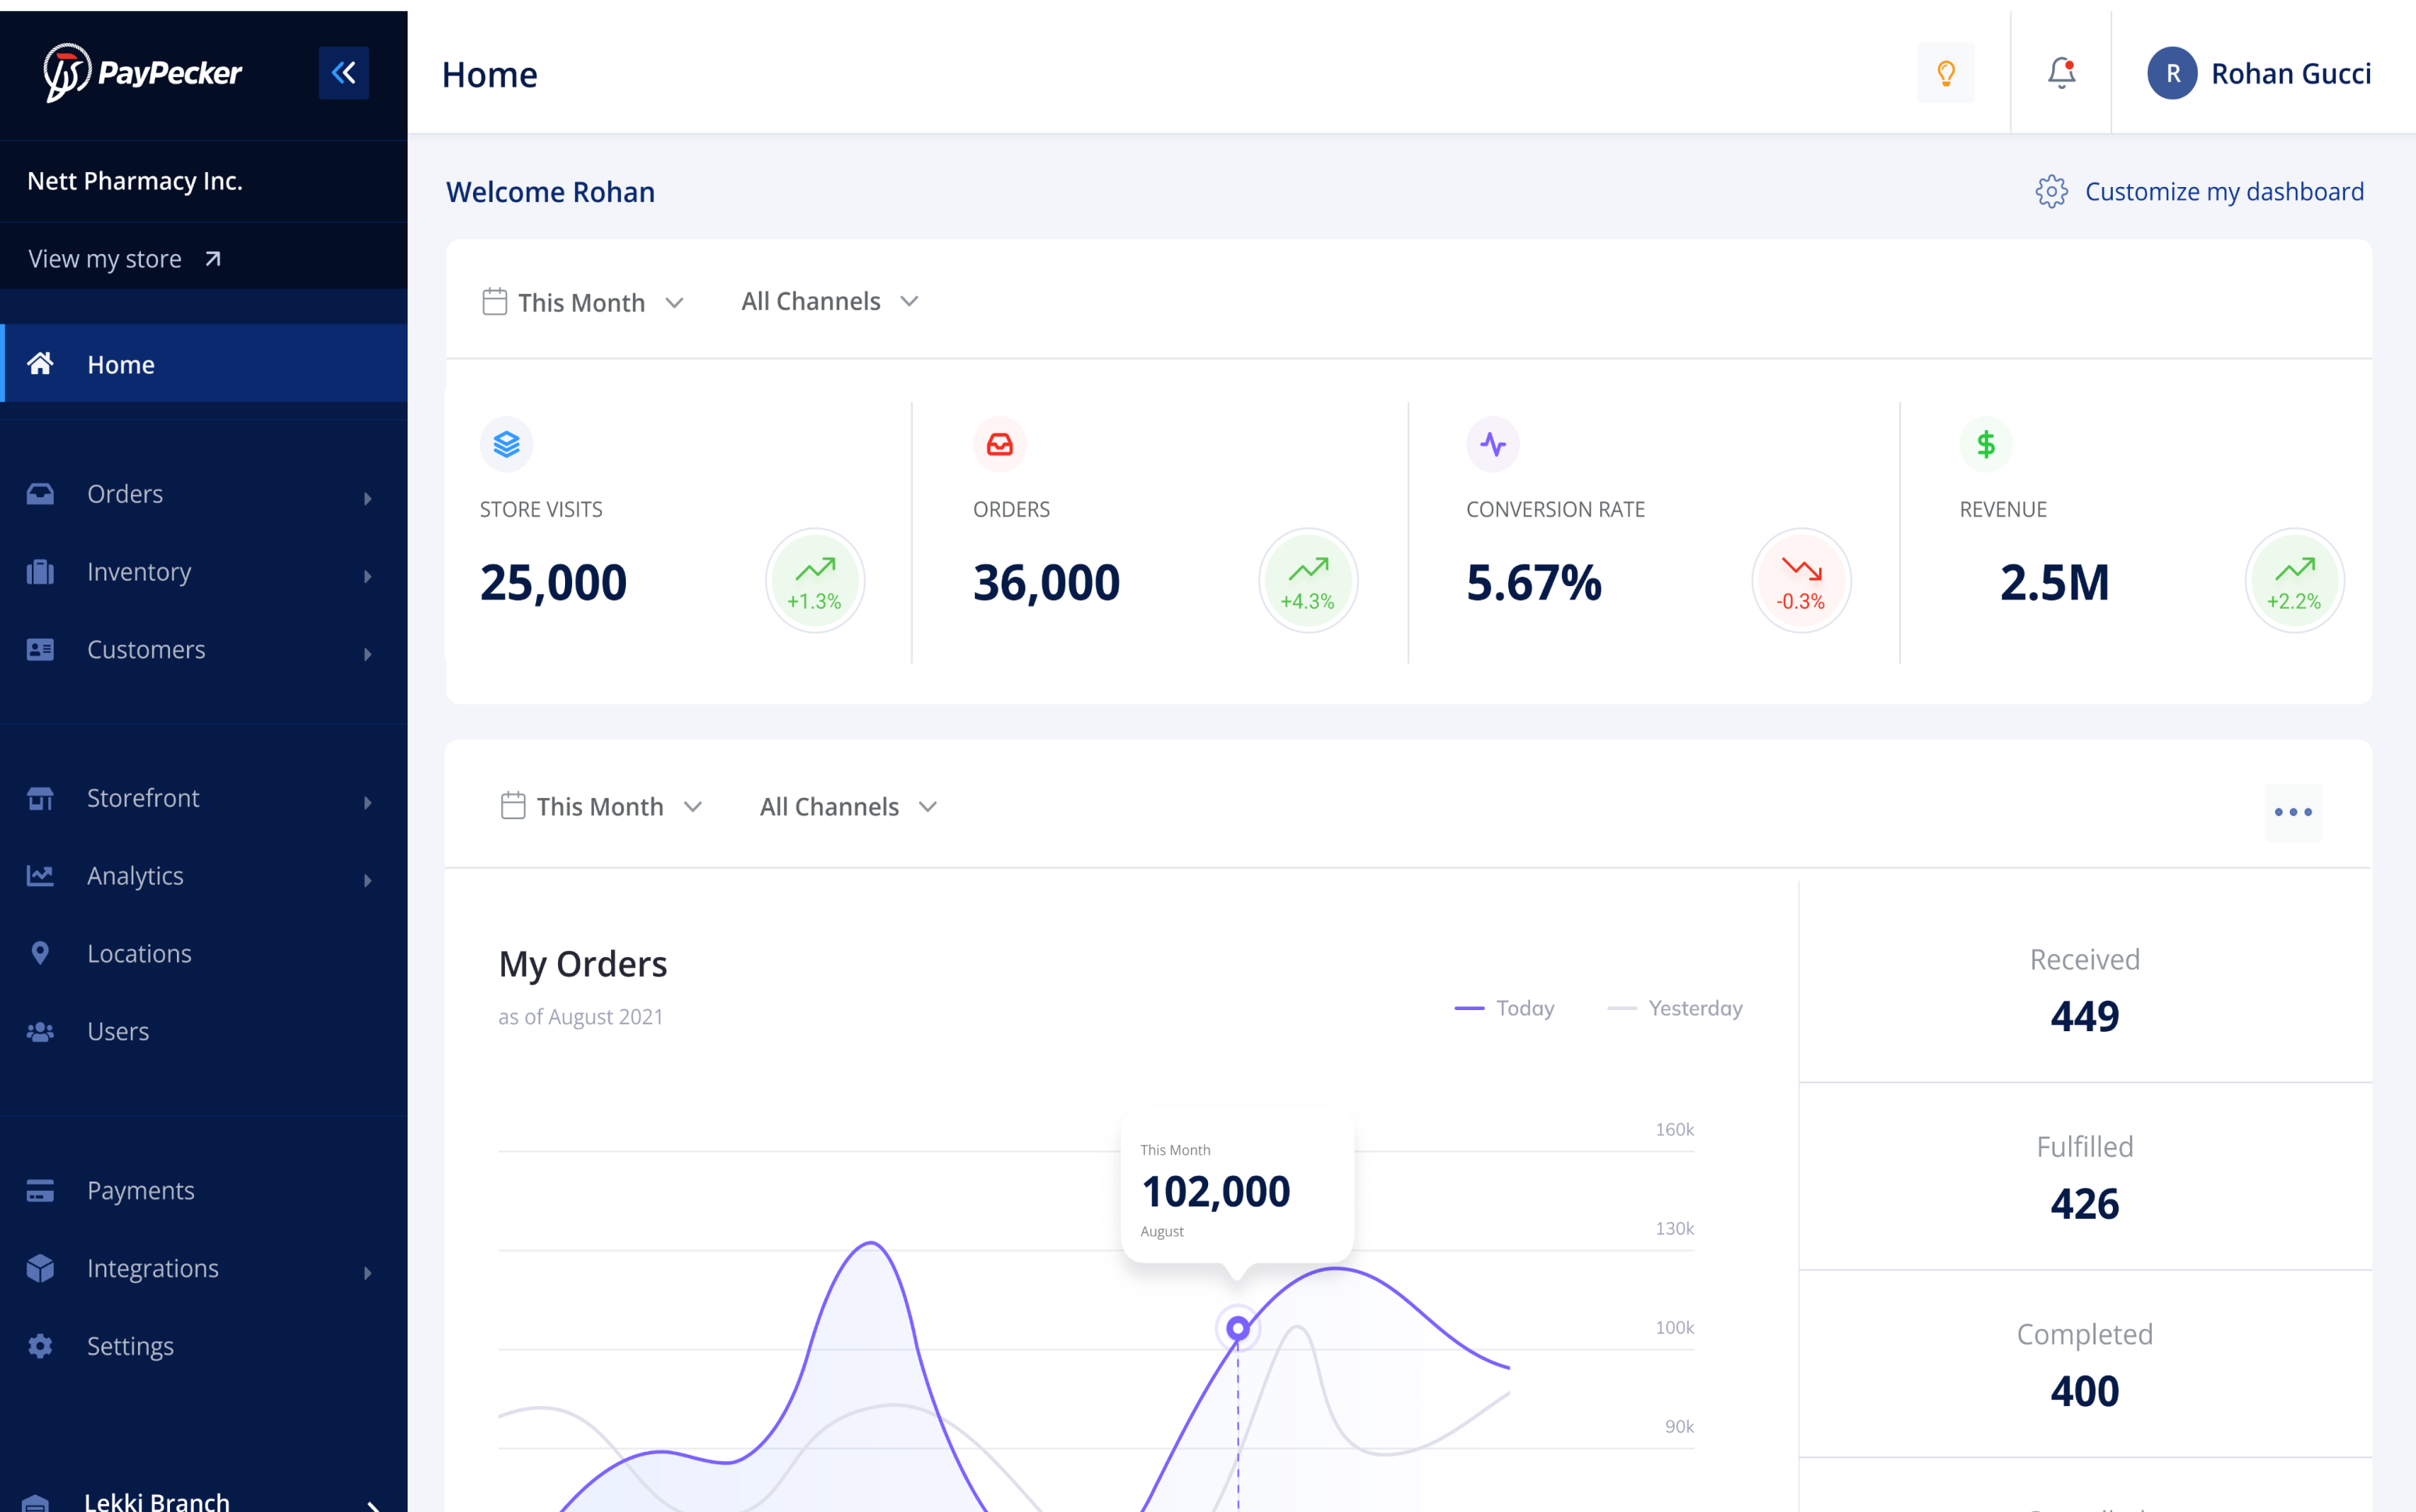 PayPecker
Home
R
Rohan Gucci
Nett Pharmacy Inc.
View my store
Home
Orders
Inventory
Customers
Storefront
Analytics
Locations
Users
Payments
Integrations
Settings
Lekki Branch
Welcome Rohan
Customize my dashboard
This Month
All Channels
STORE VISITS
25,000
+1.3%
ORDERS
36,000
+4.3%
CONVERSION RATE
5.67%
-0.3%
REVENUE
2.5M
+2.2%
This Month
All Channels
My Orders
as of August 2021
Today
Yesterday
160k
130k
100k
90k
This Month
102,000
August
Received
449
Fulfilled
426
Completed
400